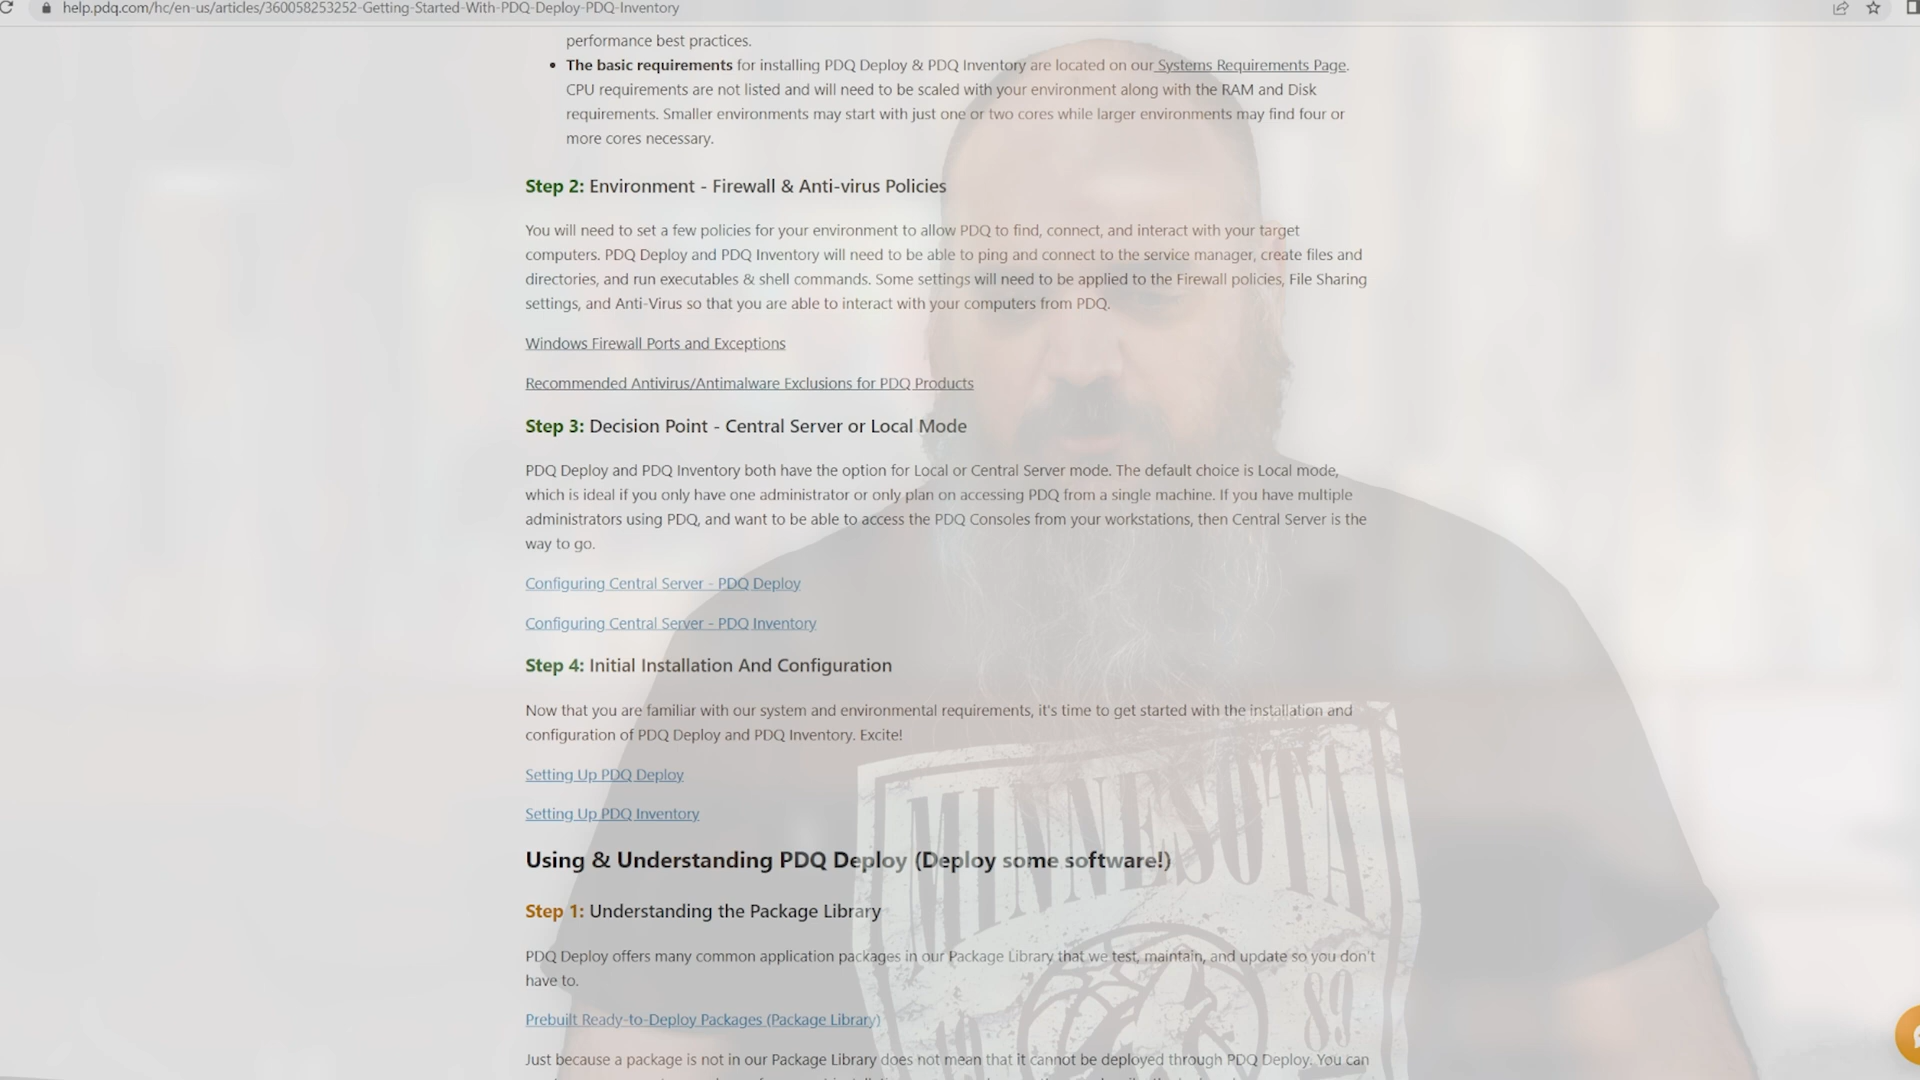 help.pdq.com/hc/en-us/articles/360058253252-Getting-Started-With-PDQ-Deploy-PDQ-Inventory
performance best practices.
• The basic requirements for installing PDQ Deploy & PDQ Inventory are located on our Systems Requirements Page.
CPU requirements are not listed and will need to be scaled with your environment along with the RAM and Disk
requirements. Smaller environments may start with just one or two cores while larger environments may find four or
more cores necessary.
Step 2: Environment - Firewall & Anti-virus Policies
You will need to set a few policies for your environment to allow PDQ to find, connect, and interact with your target
computers. PDQ Deploy and PDQ Inventory will need to be able to ping and connect to the service manager, create files and
directories, and run executables & shell commands. Some settings will need to be applied to the Firewall policies, File Sharing
settings, and Anti-Virus so that you are able to interact with your computers from PDQ.
Windows Firewall Ports and Exceptions
Recommended Antivirus/Antimalware Exclusions for PDQ Products
Step 3: Decision Point - Central Server or Local Mode
PDQ Deploy and PDQ Inventory both have the option for Local or Central Server mode. The default choice is Local mode,
which is ideal if you only have one administrator or only plan on accessing PDQ from a single machine. If you have multiple
administrators using PDQ, and want to be able to access the PDQ Consoles from your workstations, then Central Server is the
way to go.
Configuring Central Server - PDQ Deploy
Configuring Central Server - PDQ Inventory
Step 4: Initial Installation And Configuration
Now that you are familiar with our system and environmental requirements, it's time to get started with the installation and
configuration of PDQ Deploy and PDQ Inventory. Excite!
Setting Up PDQ Deploy
Setting Up PDQ Inventory
MINNESOTA
Using & Understanding PDQ Deploy (Deploy some software!)
Step 1: Understanding the Package Library
PDQ Deploy offers many common application packages in our Package Library that we test, maintain, and update so you don't
have to.
19 89
Prebuilt Ready-to-Deploy Packages (Package Library)
Just because a package is not in our Package Library does not mean that it cannot be deployed through PDQ Deploy. You can